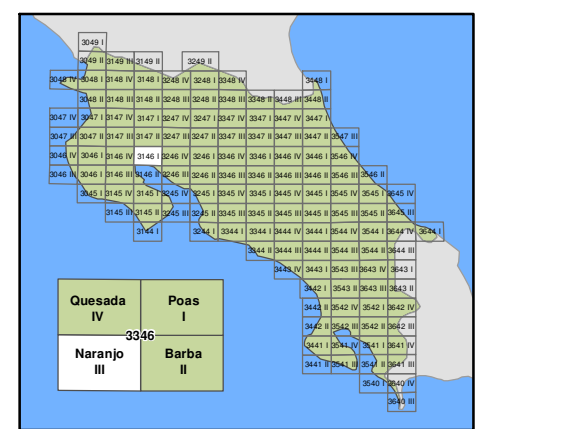 3049 I
3049 II 3149 III 3149 II 3249 II
3048 IV 3048 I 3148 IV 3148 I 3248 IV 3248 I 3348 IV 3448 I
3048 II 3148 III 3148 II 3248 III 3248 II 3348 III 3348 II 3448 III 3448 II
3047 IV 3047 I 3147 IV 3147 I 3247 IV 3247 I 3347 IV 3347 I 3447 IV 3447 I
3047 III 3047 II 3147 III 3147 II 3247 III 3247 II 3347 III 3347 II 3447 III 3447 II 3547 III
3046 IV 3046 I 3146 IV 3146 I 3246 IV 3246 I 3346 IV 3346 I 3446 IV 3446 I 3546 IV
3046 III 3046 II 3146 III 3146 II 3246 III 3246 II 3346 III 3346 II 3446 III 3446 II 3546 III 3546 II
3045 I 3145 IV 3145 I 3245 IV 3245 I 3345 IV 3345 I 3445 IV 3445 I 3545 IV 3545 I 3645 IV
3145 III 3145 II 3245 III 3245 II 3345 III 3345 II 3445 III 3445 II 3545 III 3545 II 3645 III
3144 I 3244 I 3344 I 3344 I 3444 IV 3444 I 3544 IV 3544 I 3644 IV 3644 I
3344 II 3444 III 3444 II 3544 III 3544 II 3644 III
3443 IV 3443 I 3543 III 3643 IV 3643 I
3442 I 3543 III 3643 III 3643 II
3442 II 3542 IV 3542 I 3642 IV
3442 II 3542 III 3542 II 3642 III
3441 I 3541 IV 3541 I 3641 IV
3441 II 3541 III 3541 II 3641 III
3540 I 3640 IV
3640 III
Quesada
IV
Poas
I
3346
Naranjo
III
Barba
II